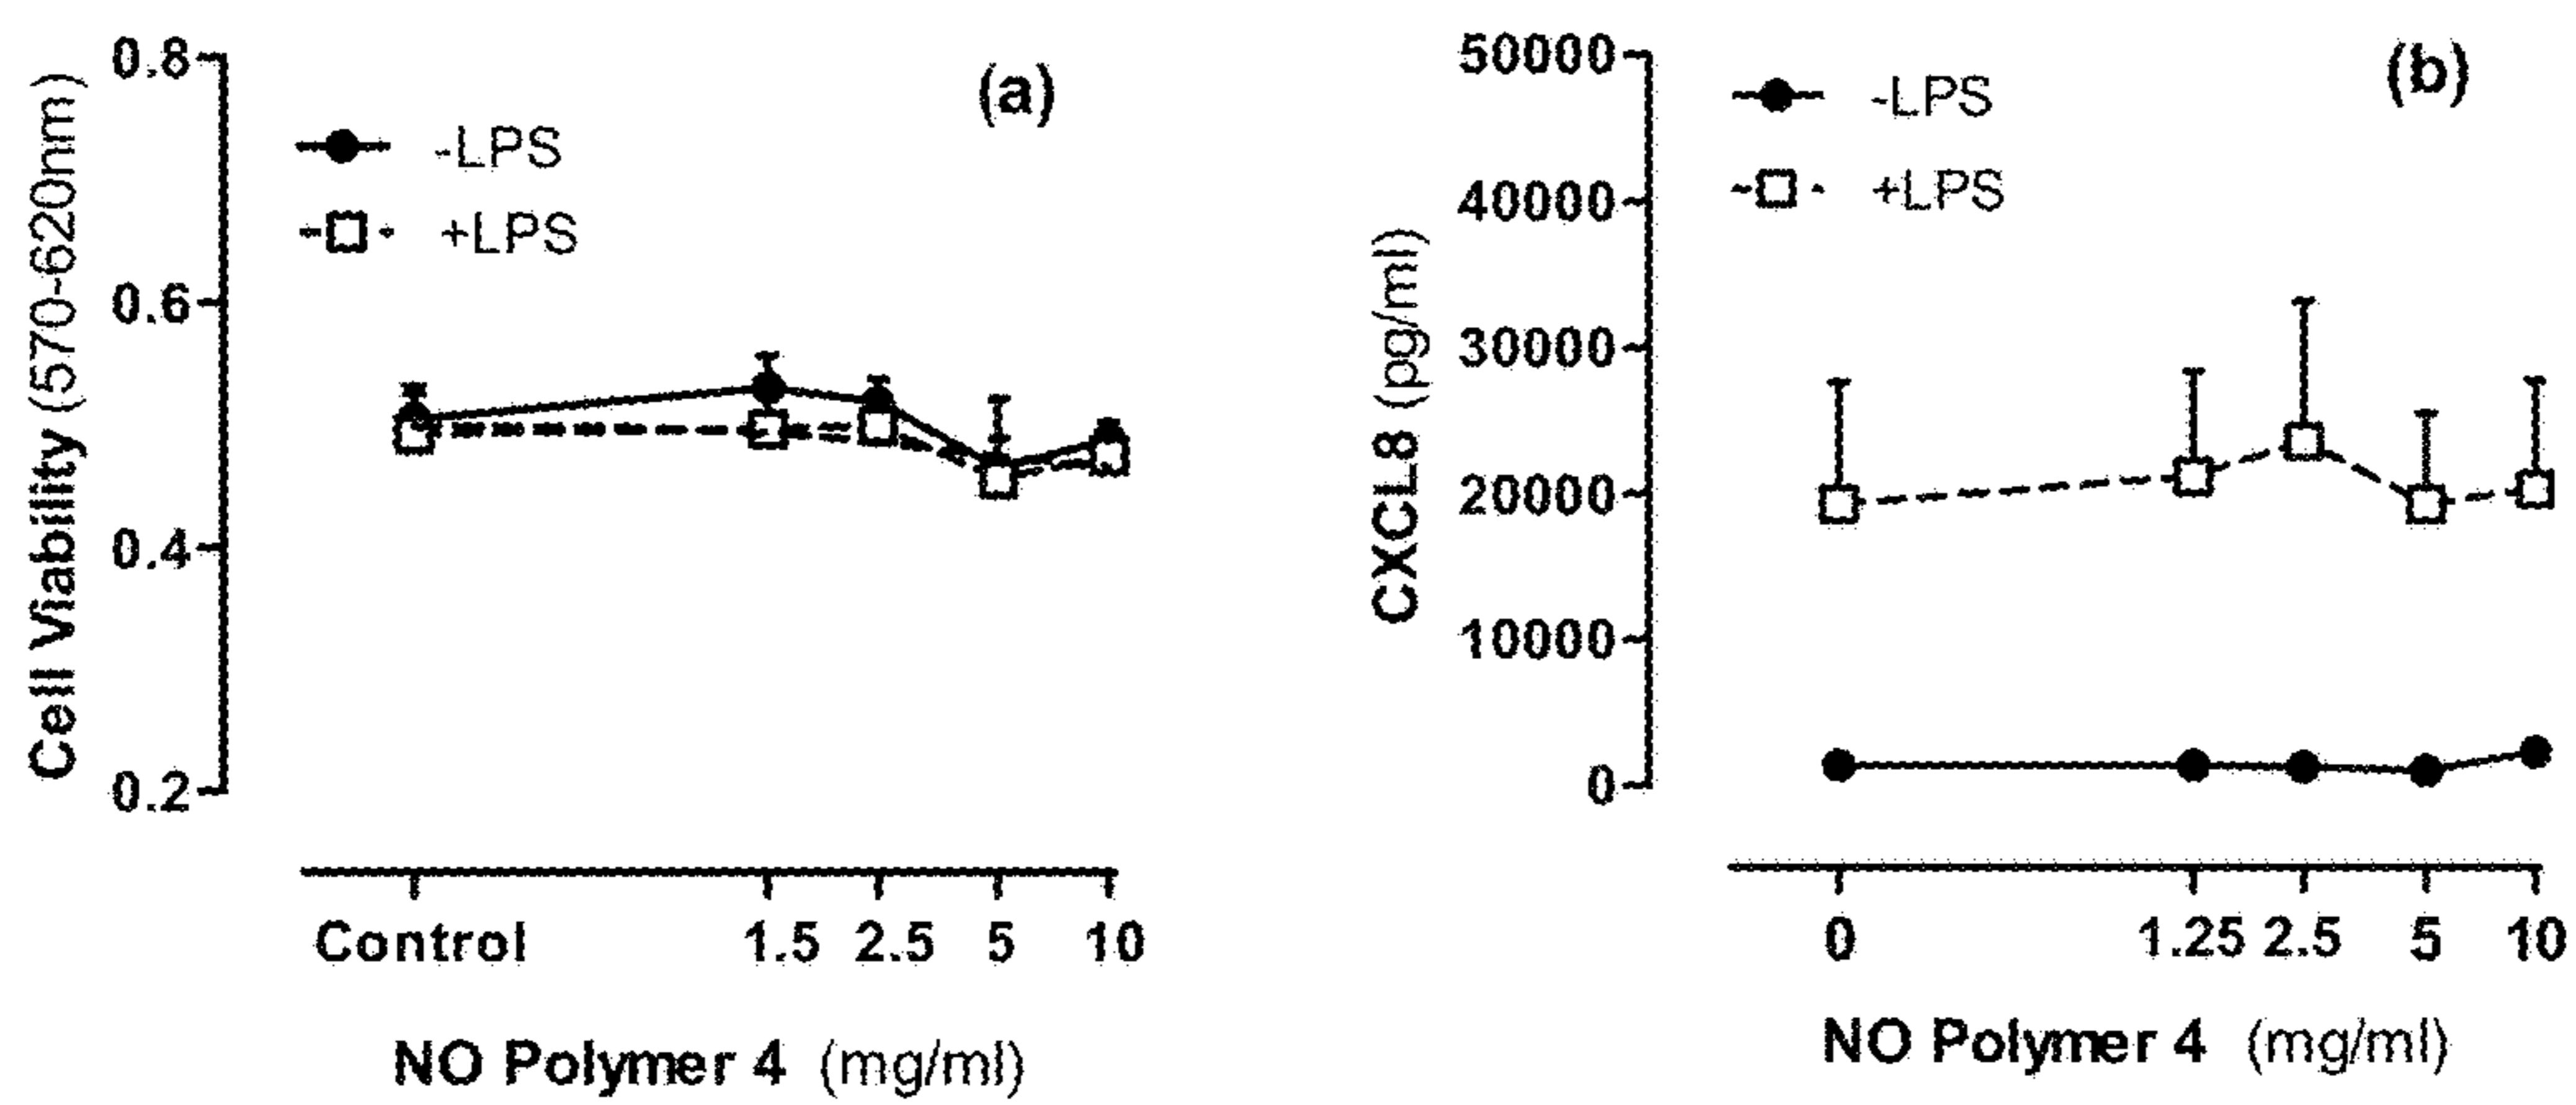 (a)
0.8
0.6
0.4
0.2
Cell Viability (570-620nm)
-LPS
+LPS
Control 1.5 2.5 5 10
NO Polymer 4 (mg/ml)
(b)
50000
40000
30000
20000
10000
0
CXCL8 (pg/ml)
-LPS
+LPS
0 1.25 2.5 5 10
NO Polymer 4 (mg/ml)